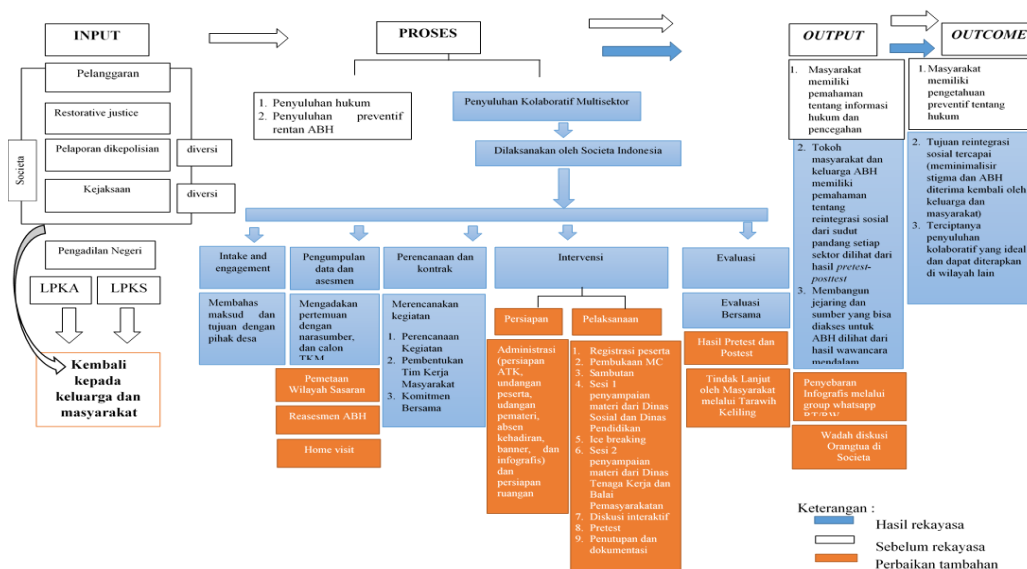 INPUT
PROSES
OUTPUT
OUTCOME
Societa
Pelanggaran
Restorative justice
Pelaporan dikepolisian
diversi
Kejaksaan
diversi
Pengadilan Negeri
LPKA
LPKS
Kembali
kepada
keluarga dan
masyarakat
1. Penyuluhan hukum
2. Penyuluhan preventif
rentan ABH
Penyuluhan Kolaboratif Multisektor
Dilaksanakan oleh Societa Indonesia
Intake and
engagement
Membahas
maksud dan
tujuan dengan
pihak desa
Pengumpulan
data dan
asesmen
Mengadakan
pertemuan
dengan
narasumber, dan
calon TKM
Pemetaan
Wilayah Sasaran
Reasesmen ABH
Home visit
Perencanaan dan
kontrak
Merencanakan
kegiatan
1. Perencanaan
Kegiatan
2. Pembentukan
Tim Kerja
Masyarakat
3. Komitmen
Bersama
Intervensi
Persiapan
Administrasi
(persiapan
ATK, undangan
peserta,
udangan
pemateri, absen
kehadiran,
banner, dan
infografis) dan
persiapan
ruangan
Pelaksanaan
1. Registrasi peserta
2. Pembukaan MC
3. Sambutan
4. Sesi 1
penyampaian
materi dari Dinas
Sosial dan Dinas
Pendidikan
5. Ice breaking
6. Sesi 2
penyampaian
materi dari Dinas
Tenaga Kerja dan
Balai
Pemasyarakatan
7. Diskusi interaktif
8. Pretest
9. Penutupan dan
dokumentasi
Evaluasi
Evaluasi
Bersama
Hasil Pretest dan
Postest
Tindak Lanjut
oleh Masyarakat
melalui Tarawih
Keliling
1. Masyarakat
memiliki
pemahaman
tentang informasi
hukum dan
pencegahan
2. Tokoh
masyarakat dan
keluarga ABH
memiliki
pemahaman
tentang
reintegrasi sosial
dari sudut
pandang setiap
sektor dilihat dari
hasil pretest-
posttest
3. Membangun
jejaring dan
sumber yang bisa
diakses untuk
ABH dilihat dari
hasil wawancara
mendalam
Penyebaran
Infografis melalui
group whatsapp
RT/RW
Wadah diskusi
Orangtua di
Societa
1. Masyarakat
memiliki
pengetahuan
preventif tentang
hukum
2. Tujuan reintegrasi
sosial tercapai
(meminimalisir
stigma dan ABH
diterima kembali oleh
keluarga dan
masyarakat)
3. Terciptanya
penyuluhan
kolaboratif yang ideal
dan dapat diterapkan
di wilayah lain
Keterangan :
Hasil rekayasa
Sebelum rekayasa
Perbaikan tambahan